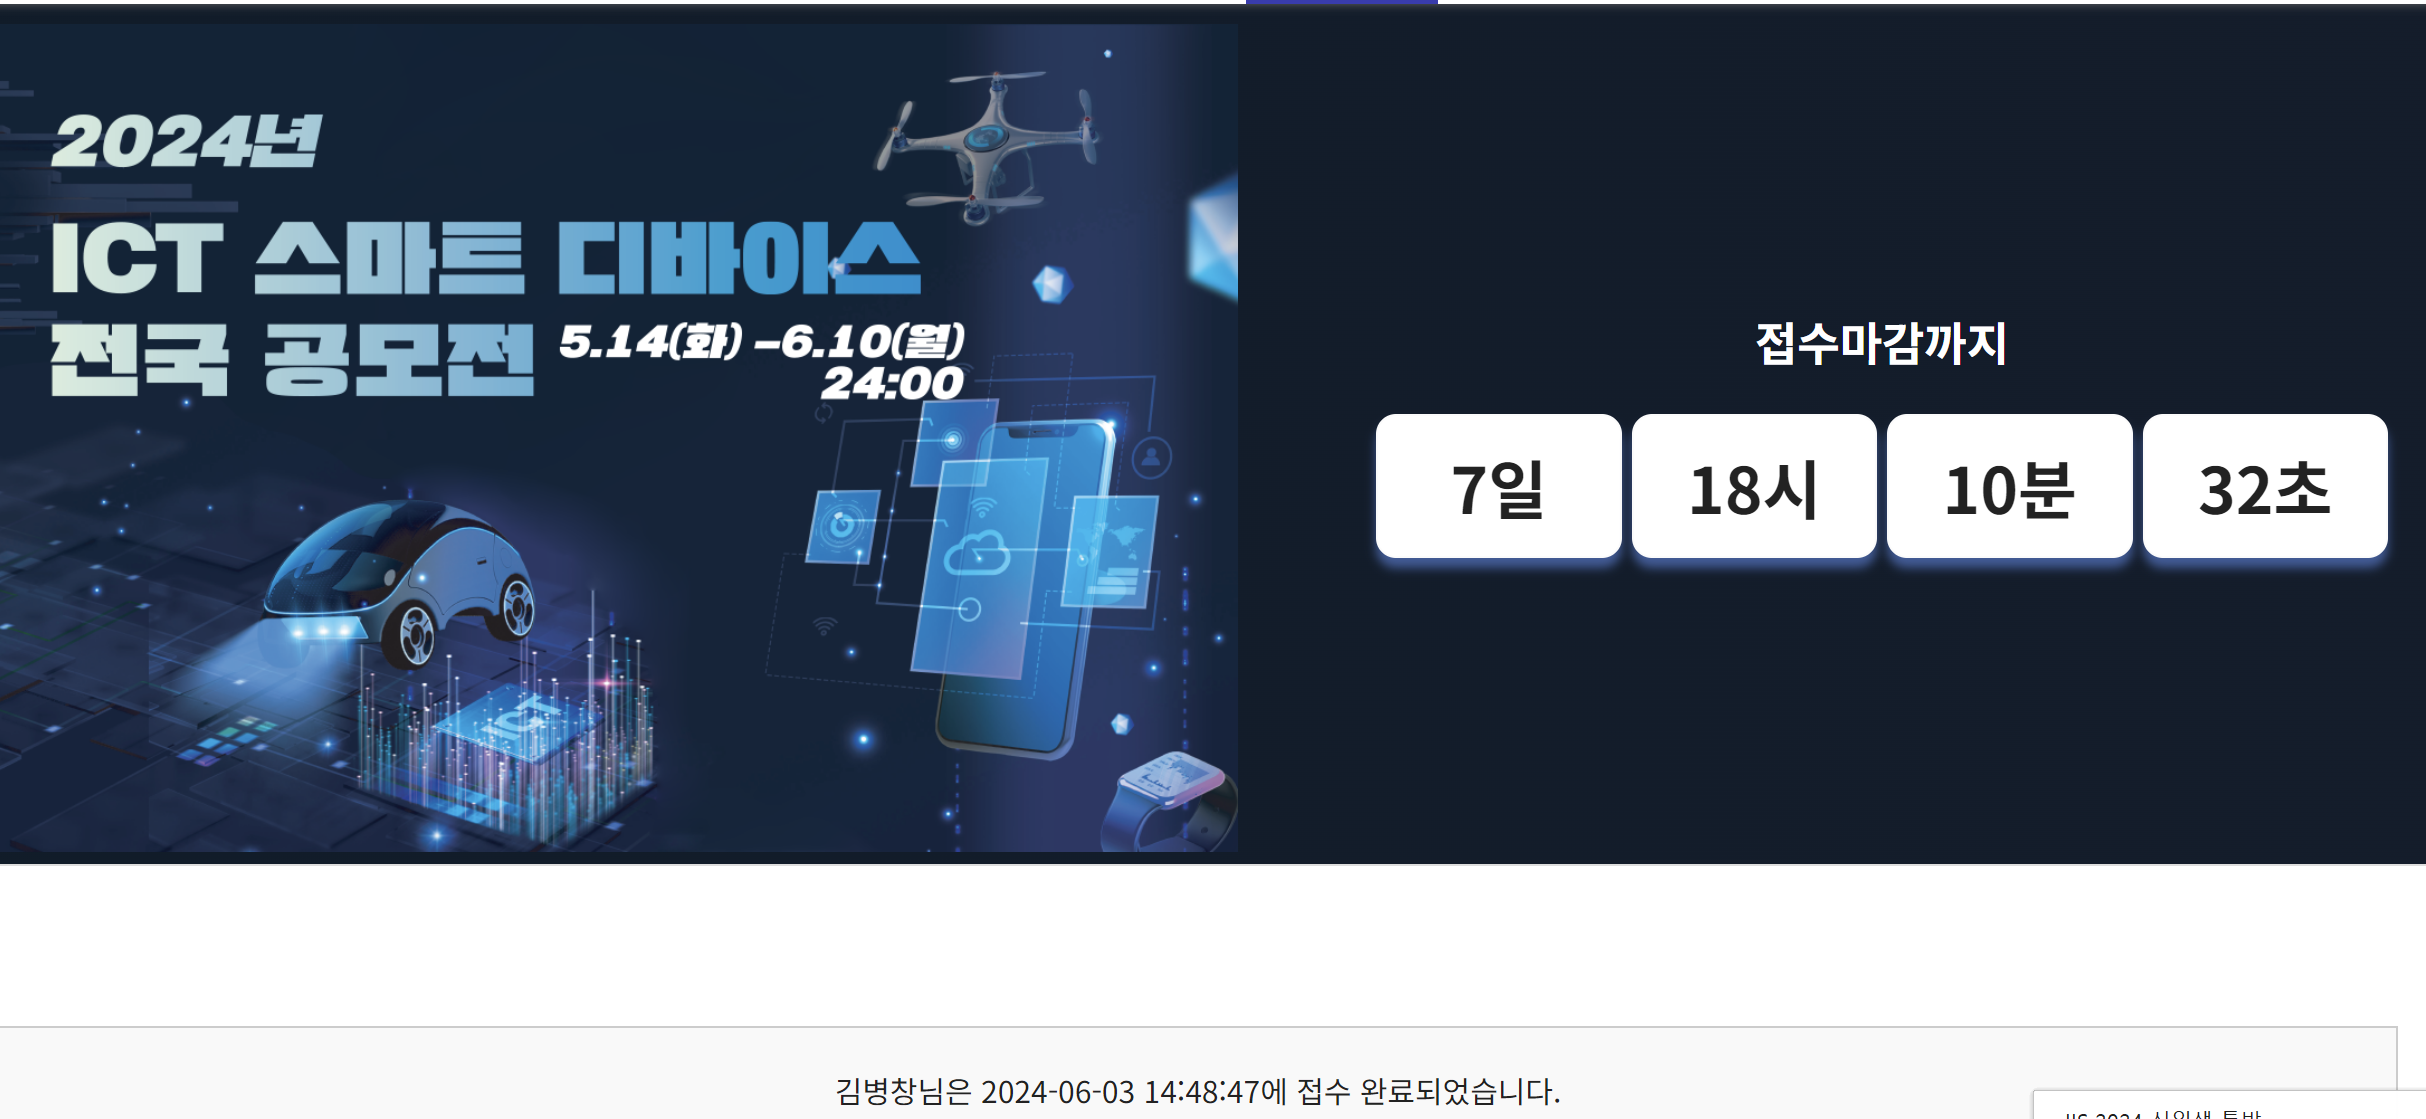 2024년
ICT 스마트 디바이스
전국 공모전
5.14(화) –6.10(월)
24:00
ICT
접수마감까지
7일 18시 10분 32초
김병창님은 2024-06-03 14:48:47에 접수 완료되었습니다.